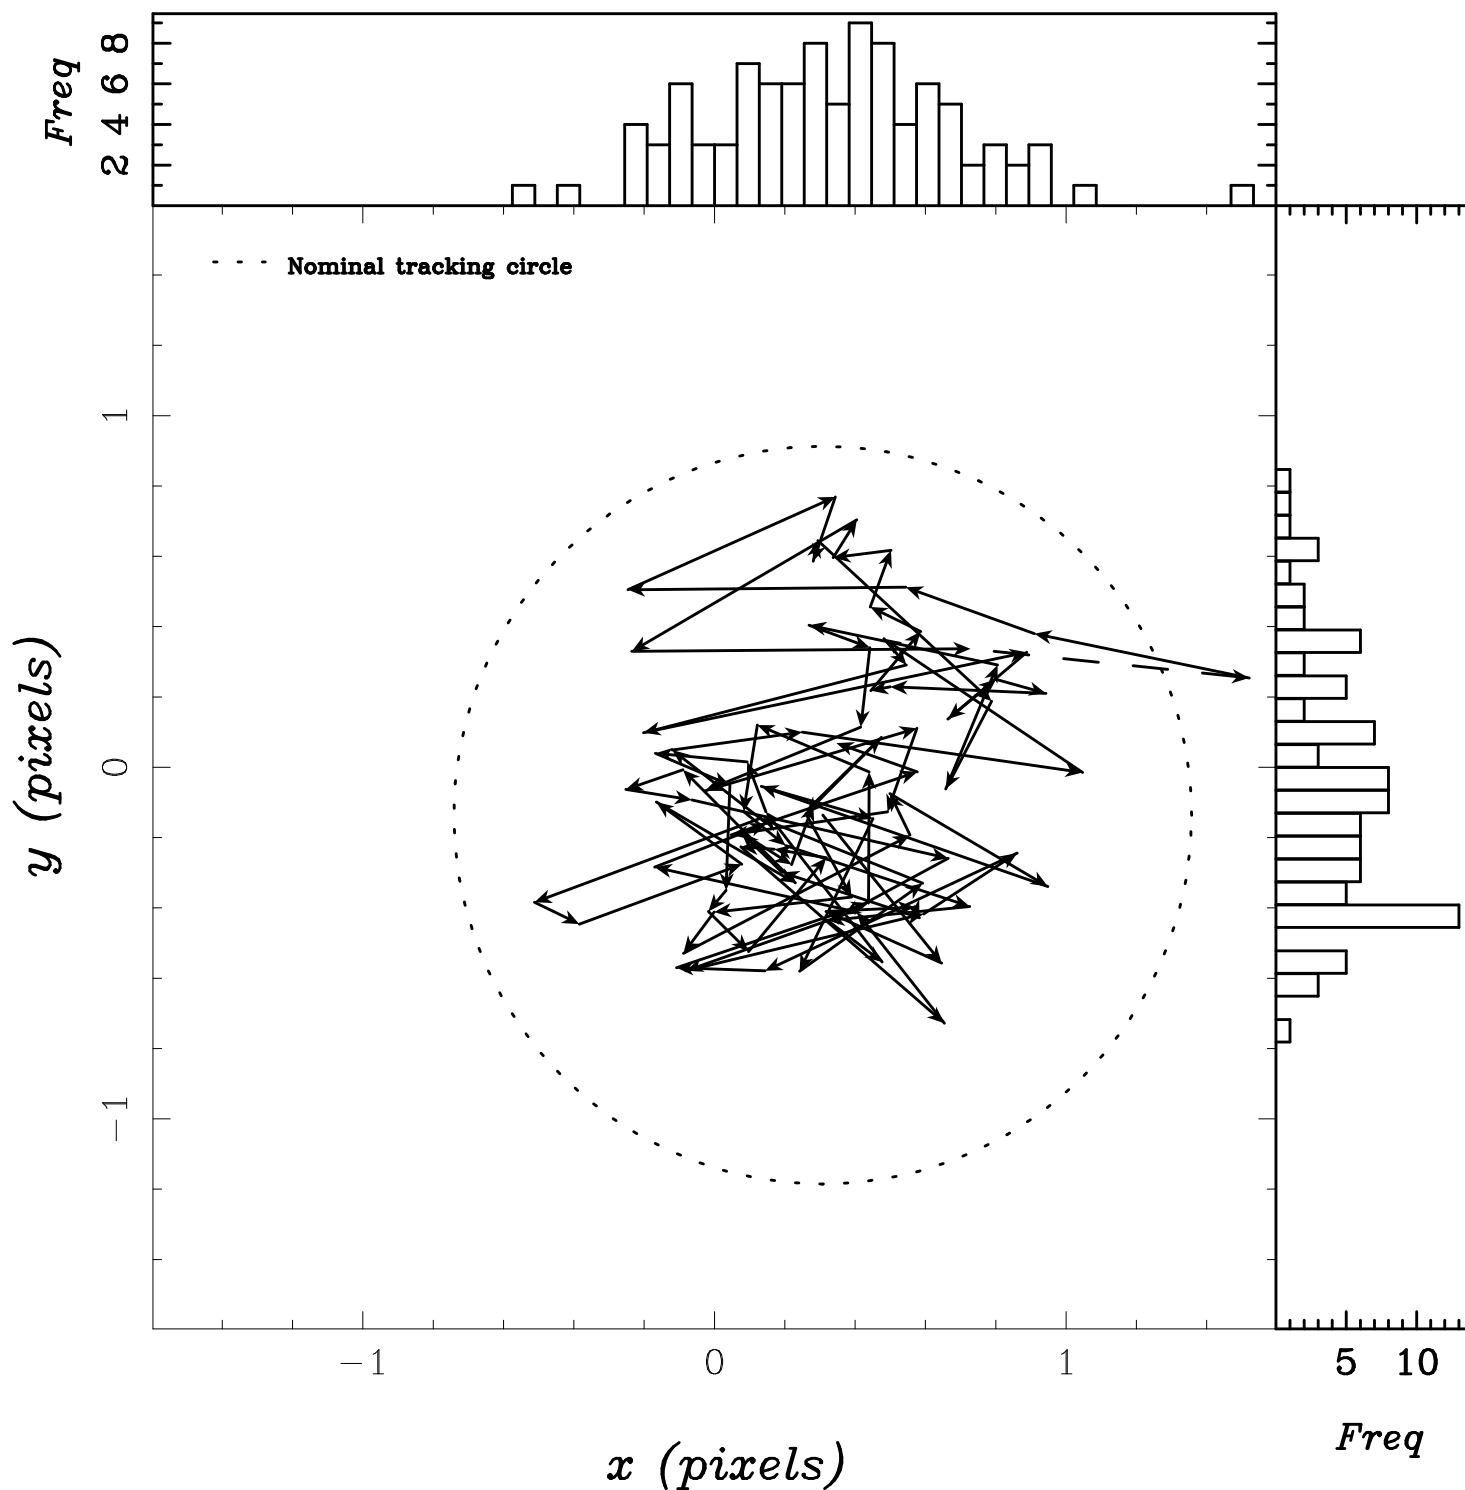 Freq
8
6
4
2
Nominal tracking circle
1
0
−1
y (pixels)
−1 0 1
5 10
x (pixels)
Freq